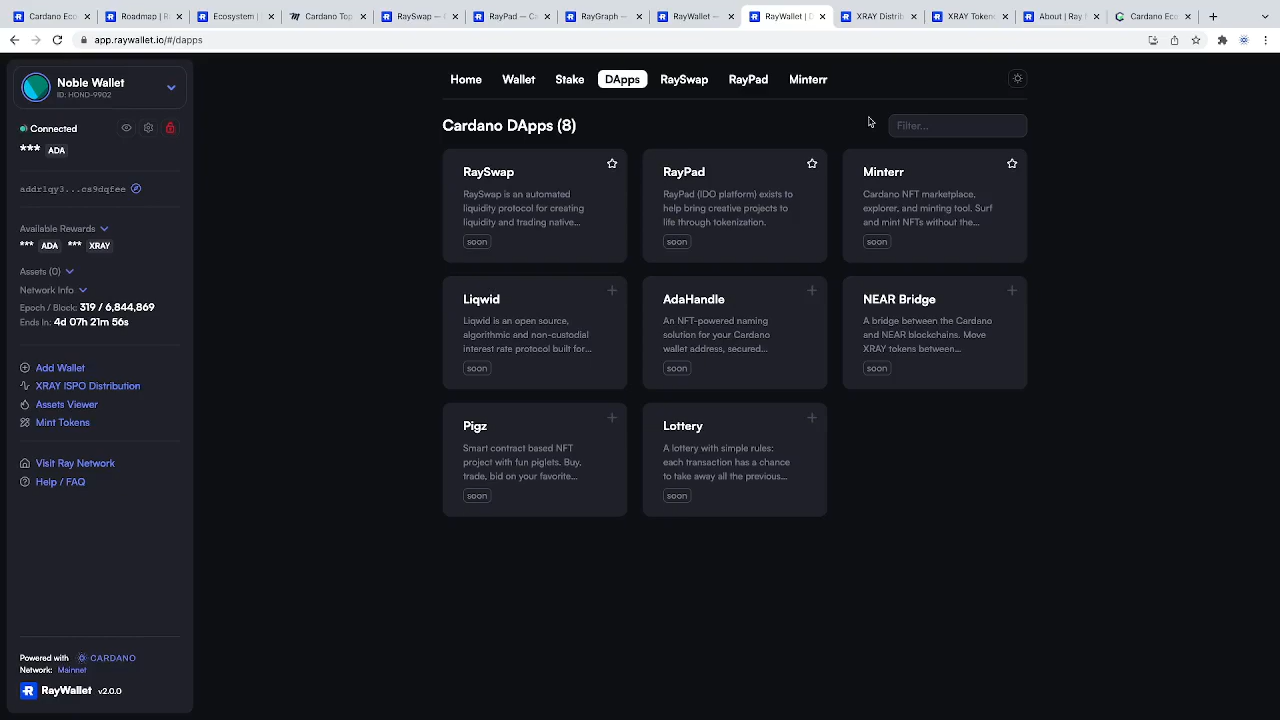 Cardano Eco
Roadmap | R
Ecosystem |
Cardano Top
RaySwap —
RayPad — Ca
RayGraph —
RayWallet —
RayWallet | D
XRAY Distrib
XRAY Token
About | Ray
Cardano Eco
app.raywallet.io/#/dapps
Noble Wallet
ID: HOND-9902
Connected
*** ADA
addr1qy3...cs9dqfee
Available Rewards
*** ADA *** XRAY
Assets (0)
Network Info
Epoch / Block: 319 / 6,844,869
Ends In: 4d 07h 21m 56s
Add Wallet
XRAY ISPO Distribution
Assets Viewer
Mint Tokens
Visit Ray Network
Help / FAQ
Powered with CARDANO
Network: Mainnet
RayWallet v2.0.0
Home Wallet Stake DApps RaySwap RayPad Minterr
Cardano DApps (8)
Filter...
RaySwap
RaySwap is an automated
liquidity protocol for creating
liquidity and trading native...
soon
RayPad
RayPad (IDO platform) exists to
help bring creative projects to
life through tokenization.
soon
Minterr
Cardano NFT marketplace,
explorer, and minting tool. Surf
and mint NFTs without the...
soon
Liqwid
Liqwid is an open source,
algorithmic and non-custodial
interest rate protocol built for...
soon
AdaHandle
An NFT-powered naming
solution for your Cardano
wallet address, secured...
soon
NEAR Bridge
A bridge between the Cardano
and NEAR blockchains. Move
XRAY tokens between...
soon
Pigz
Smart contract based NFT
project with fun piglets. Buy,
trade, bid on your favorite...
soon
Lottery
A lottery with simple rules:
each transaction has a chance
to take away all the previous...
soon